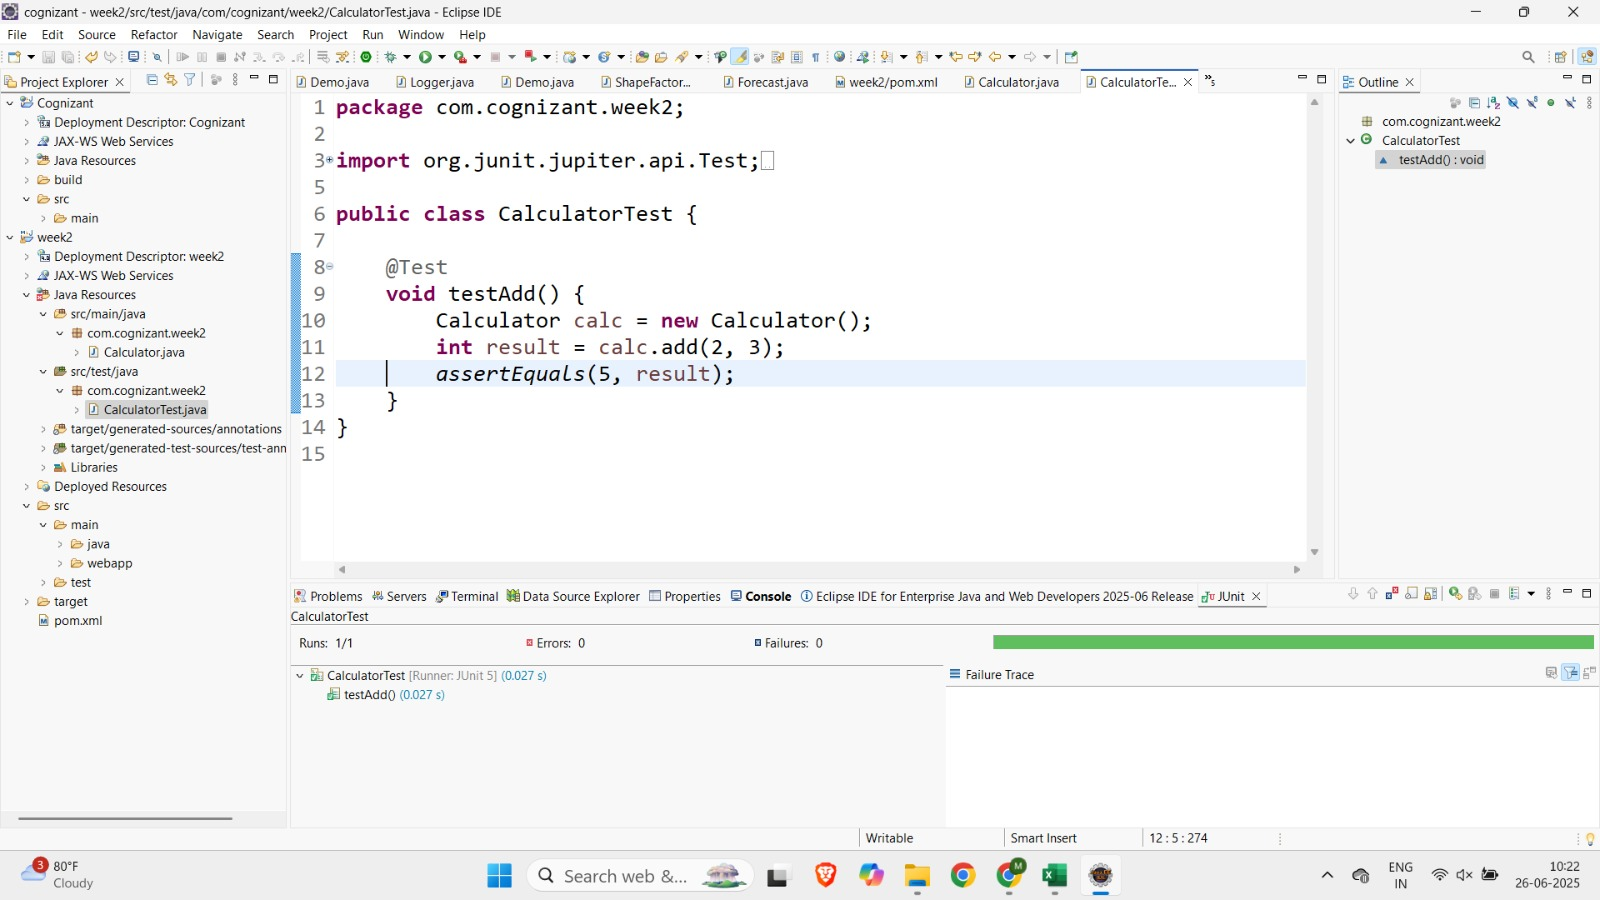 cognizant - week2/src/test/java/com/cognizant/week2/CalculatorTest.java - Eclipse IDE
File Edit Source Refactor Navigate Search Project Run Window Help
Project Explorer
Demo.java Logger.java Demo.java ShapeFactor... Forecast.java week2/pom.xml Calculator.java CalculatorTe... »5
Outline
Cognizant
Deployment Descriptor: Cognizant
JAX-WS Web Services
Java Resources
build
src
main
week2
Deployment Descriptor: week2
JAX-WS Web Services
Java Resources
src/main/java
com.cognizant.week2
Calculator.java
src/test/java
com.cognizant.week2
CalculatorTest.java
target/generated-sources/annotations
target/generated-test-sources/test-ann
Libraries
Deployed Resources
src
main
java
webapp
test
target
pom.xml
1 package com.cognizant.week2;
2
3 import org.junit.jupiter.api.Test;
5
6 public class CalculatorTest {
7
8 @Test
9 void testAdd() {
10 Calculator calc = new Calculator();
11 int result = calc.add(2, 3);
12 assertEquals(5, result);
13 }
14 }
15
com.cognizant.week2
CalculatorTest
testAdd() : void
Problems Servers Terminal Data Source Explorer Properties Console Eclipse IDE for Enterprise Java and Web Developers 2025-06 Release JUnit
CalculatorTest
Runs: 1/1 Errors: 0 Failures: 0
CalculatorTest [Runner: JUnit 5] (0.027 s)
testAdd() (0.027 s)
Failure Trace
Writable Smart Insert 12 : 5 : 274
3
80°F
Cloudy
Search web &...
M
ENG
IN
10:22
26-06-2025